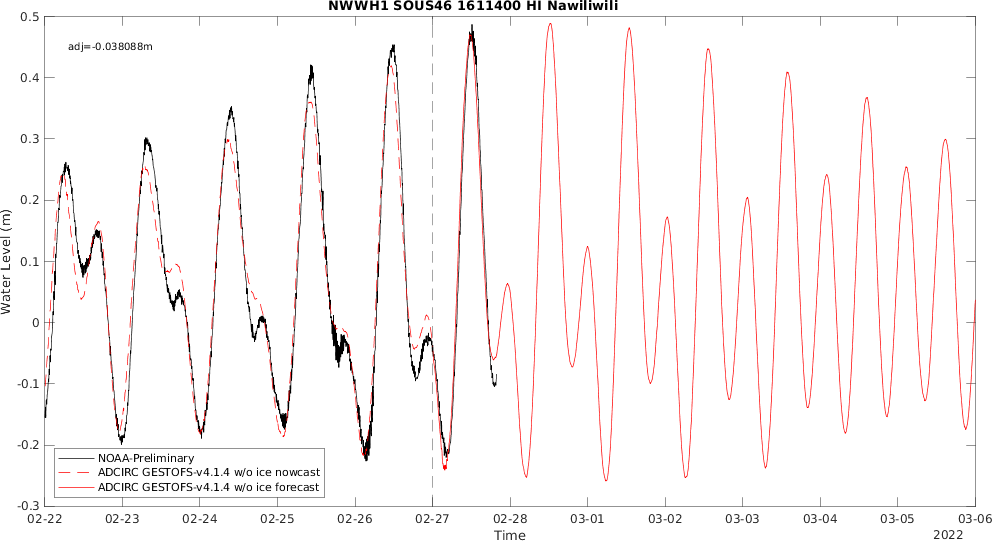 NWWH1 SOUS46 1611400 HI Nawiliwili
adj=-0.038088m
0.5
0.4
0.3
0.2
0.1
0
-0.1
-0.2
-0.3
Water Level (m)
NOAA-Preliminary
ADCIRC GESTOFS-v4.1.4 w/o ice nowcast
ADCIRC GESTOFS-v4.1.4 w/o ice forecast
02-22 02-23 02-24 02-25 02-26 02-27 02-28 03-01 03-02 03-03 03-04 03-05 03-06
Time
2022